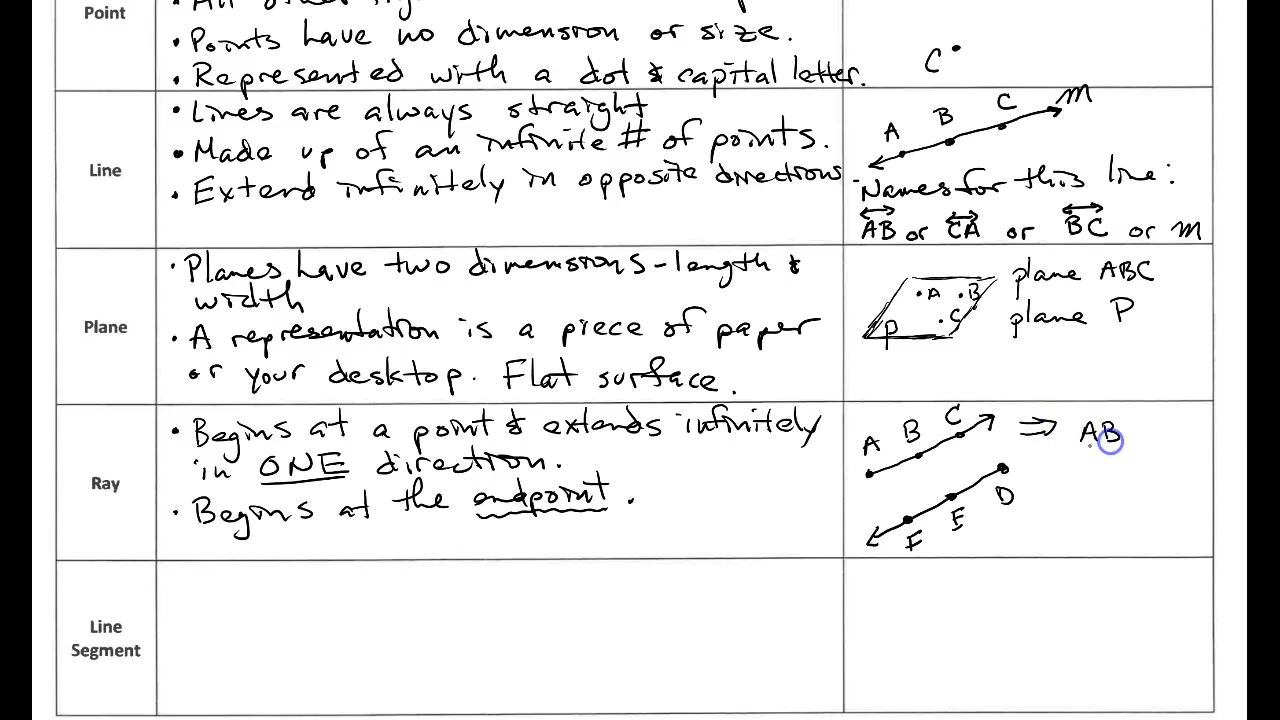 Point
• Points have no dimension or size.
• Represented with a dot & capital letter.
C
Line
• Lines are always straight
• Made up of an infinite # of points.
• Extend infinitely in opposite directions.
A B C m
Names for this line:
AB or CA or BC or m
Plane
• Planes have two dimensions - length &
width
• A representation is a piece of paper
or your desktop. Flat surface.
A B
C
P
plane ABC
plane P
Ray
• Begins at a point & extends infinitely
in ONE direction.
• Begins at the endpoint.
A B C ⇒ AB
F E D
Line
Segment